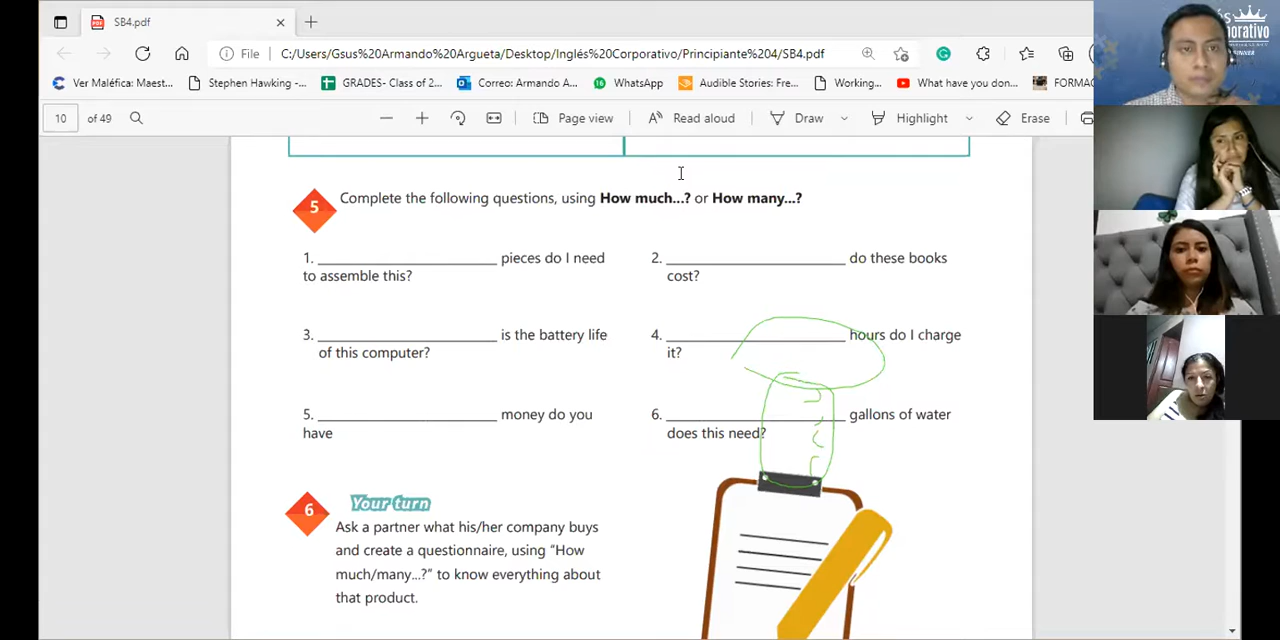 SB4.pdf
File
C:/Users/Gsus%20Armando%20Argueta/Desktop/Inglés%20Corporativo/Principiante%204/SB4.pdf
Ver Maléfica: Maest...
Stephen Hawking -...
GRADES- Class of 2...
Correo: Armando A...
WhatsApp
Audible Stories: Fre...
Working...
What have you don...
FORMAC
10 of 49
Page view
Read aloud
Draw
Highlight
Erase
5 Complete the following questions, using How much...? or How many...?
1. ____________________ pieces do I need
to assemble this?
2. ____________________ do these books
cost?
3. ____________________ is the battery life
of this computer?
4. ____________________ hours do I charge
it?
5. ____________________ money do you
have
6. ____________________ gallons of water
does this need?
6 Your turn
Ask a partner what his/her company buys
and create a questionnaire, using “How
much/many...?” to know everything about
that product.